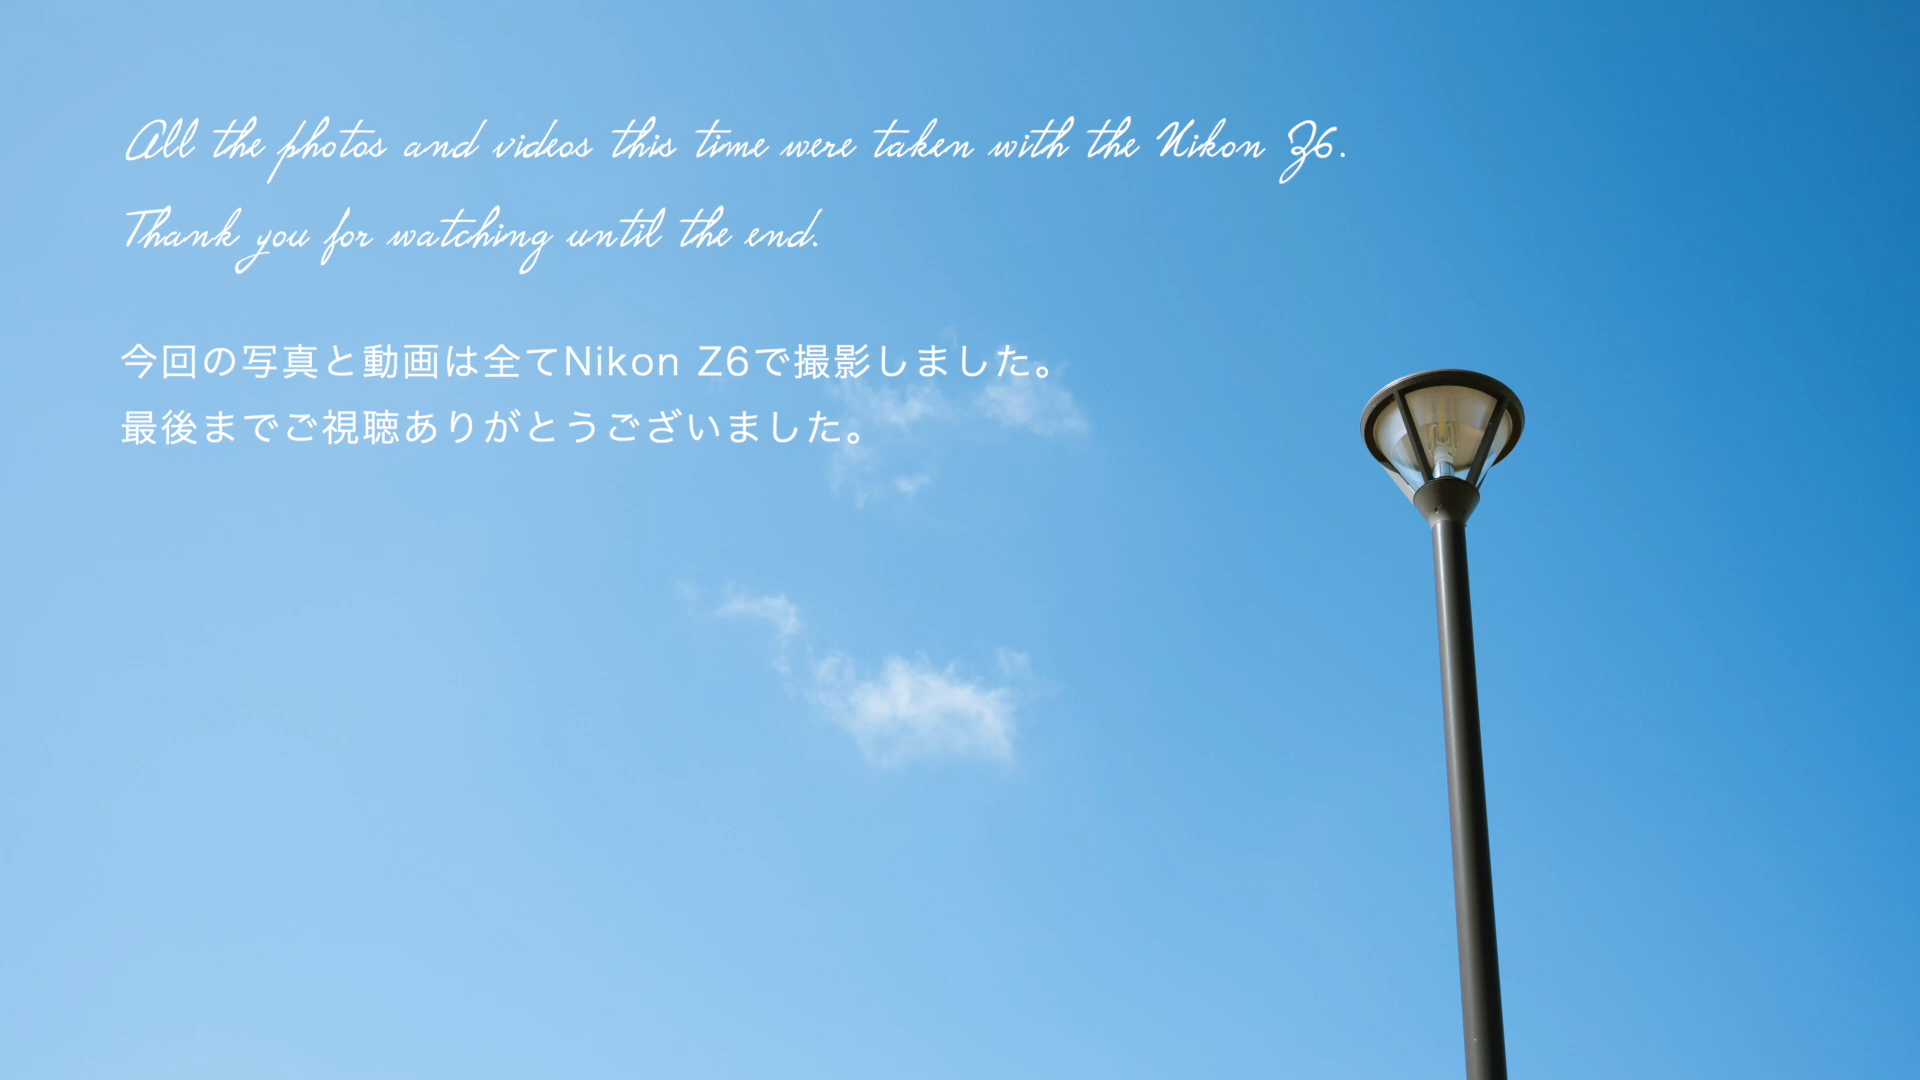 All the photos and videos this time were taken with the Nikon Z6.
Thank you for watching until the end.
今回の写真と動画は全てNikon Z6で撮影しました。
最後までご視聴ありがとうございました。